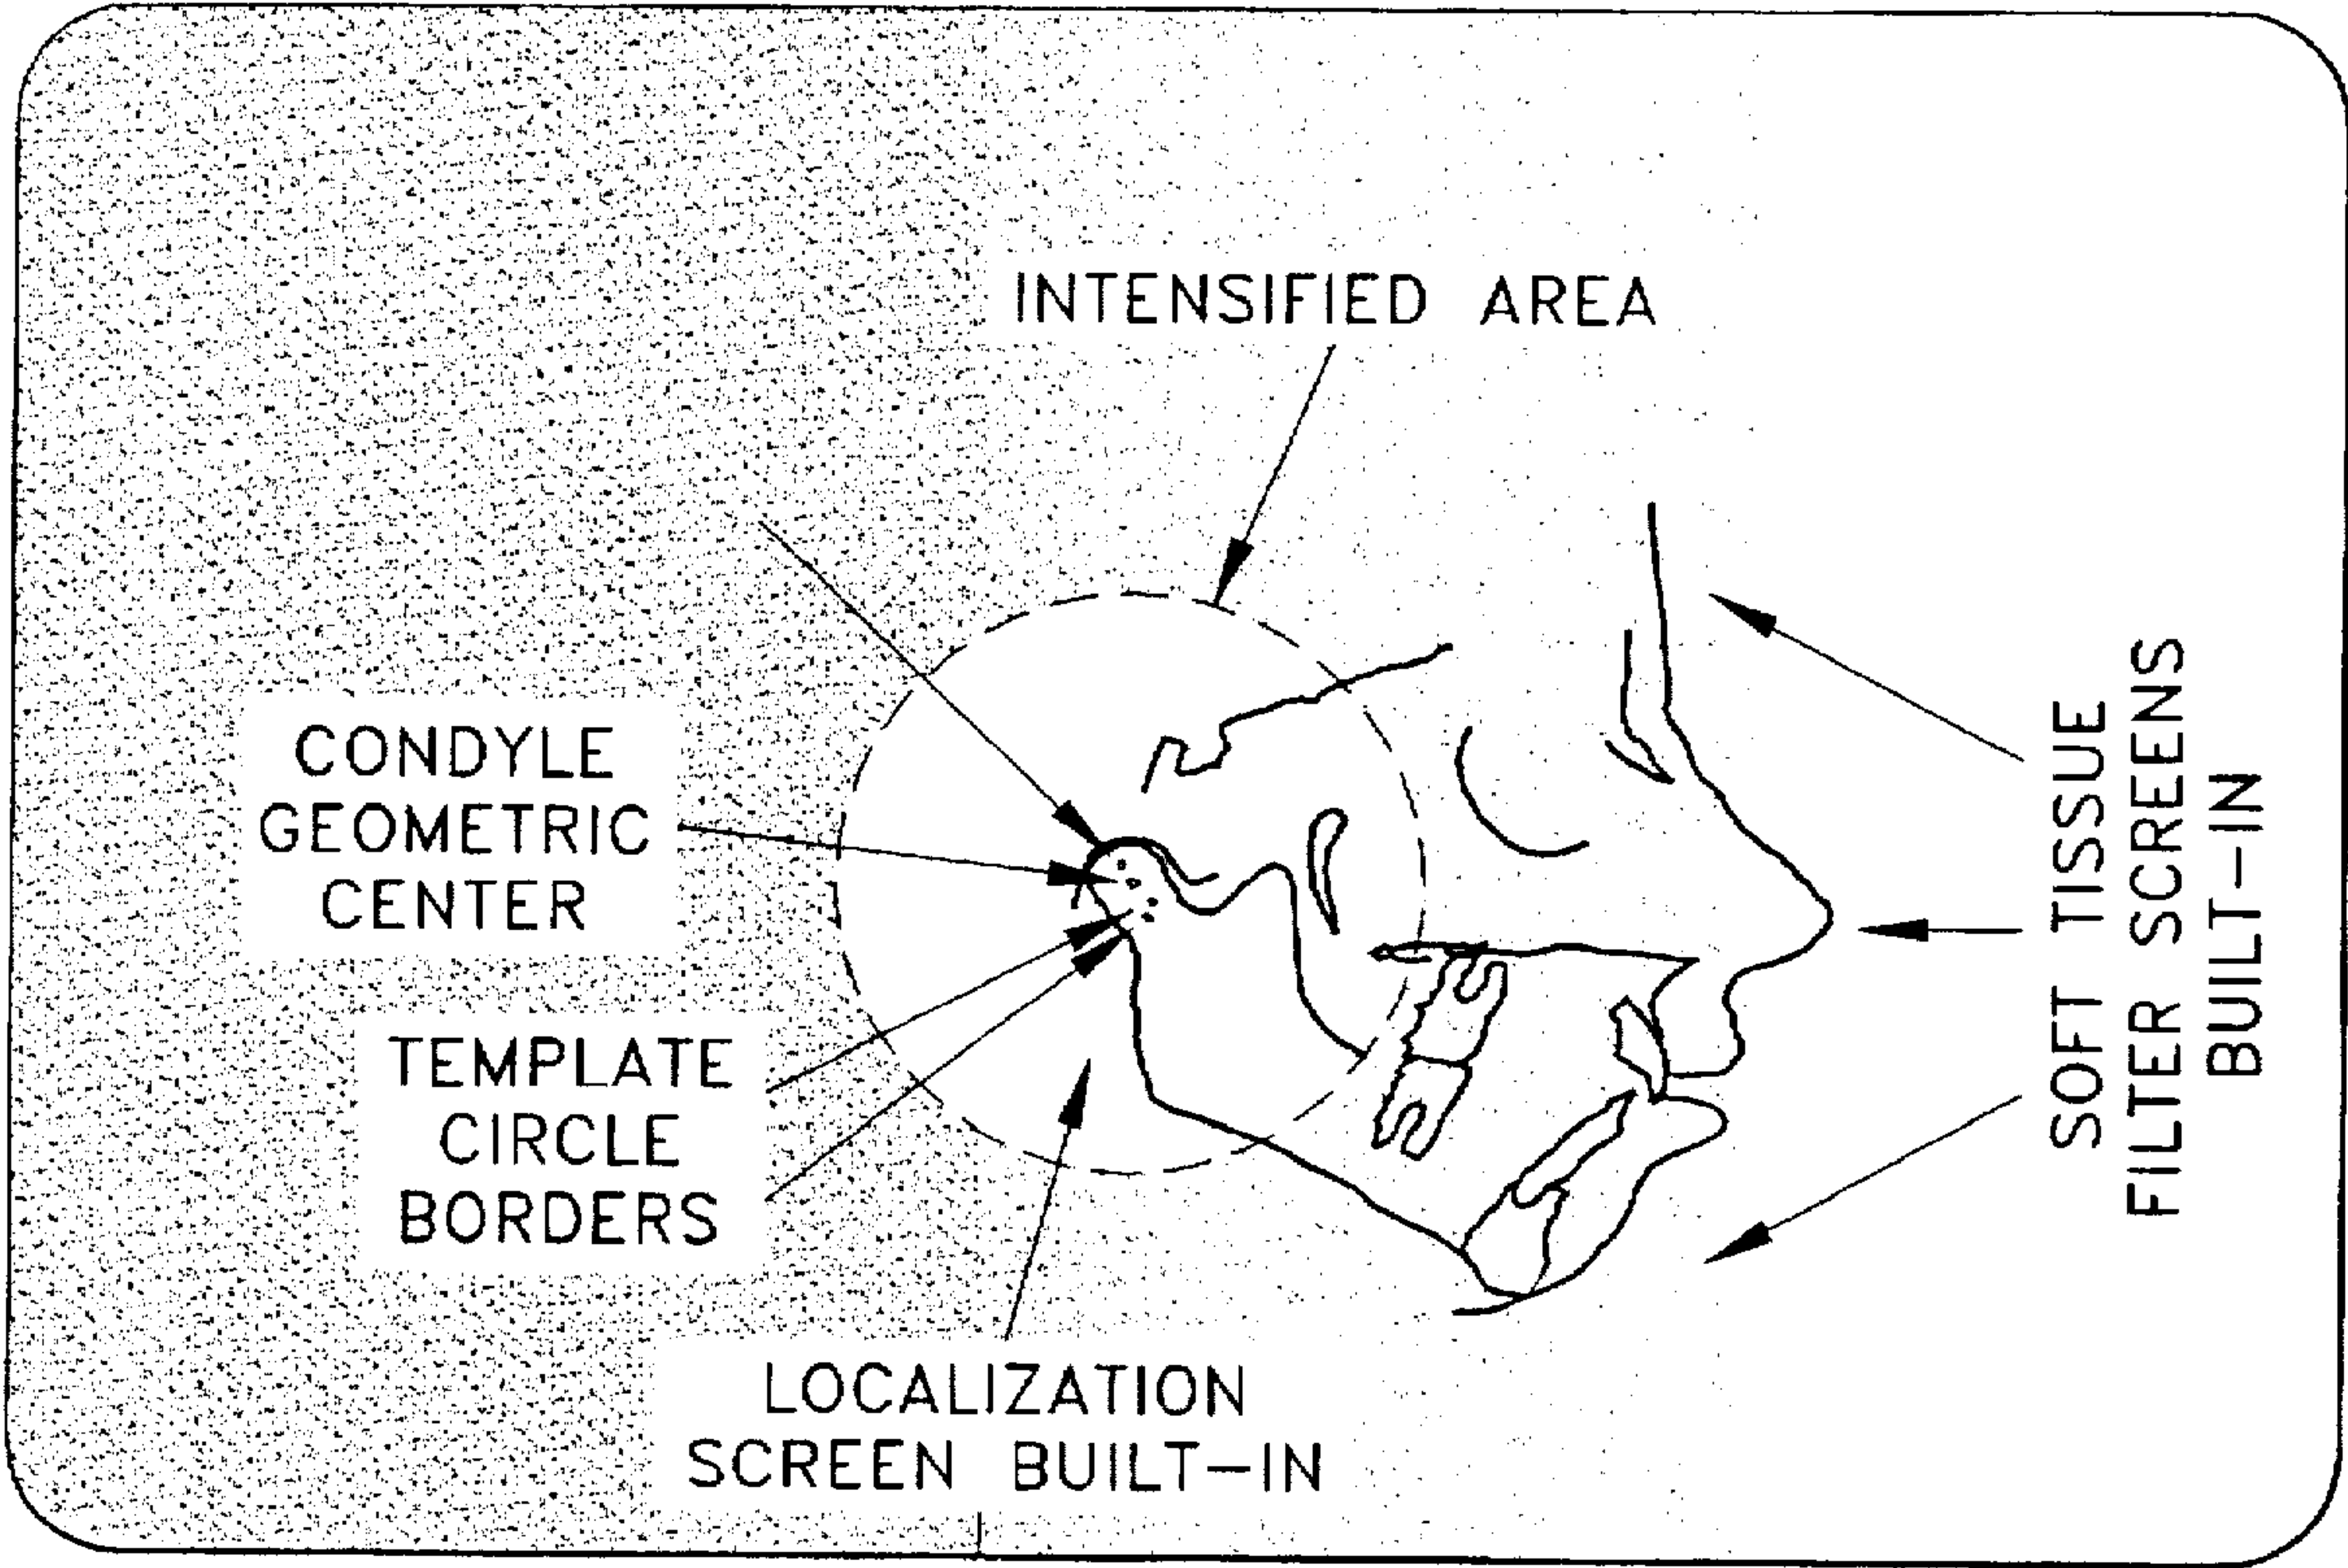 INTENSIFIED AREA
CONDYLE
GEOMETRIC
CENTER
TEMPLATE
CIRCLE
BORDERS
LOCALIZATION
SCREEN BUILT-IN
SOFT TISSUE
FILTER SCREENS
BUILT-IN